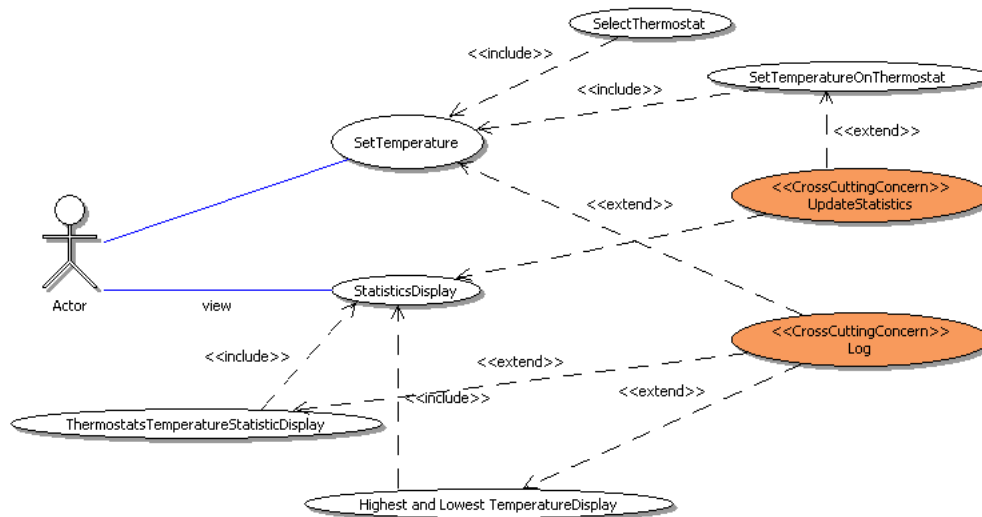 SelectThermostat
<<include>>
SetTemperatureOnThermostat
<<include>>
SetTemperature
<<extend>>
<<CrossCuttingConcern>>
UpdateStatistics
<<extend>>
StatisticsDisplay
Actor
view
<<CrossCuttingConcern>>
Log
<<include>>
<<extend>>
<<include>>
<<extend>>
ThermostatsTemperatureStatisticDisplay
Highest and Lowest TemperatureDisplay